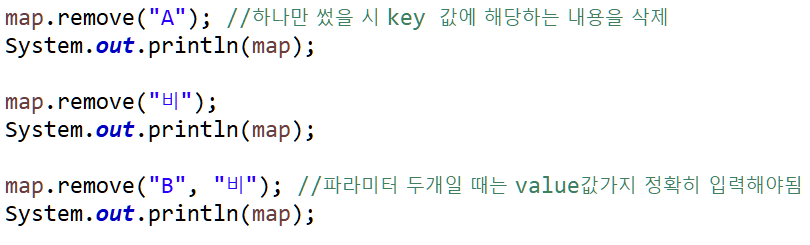 map.remove("A"); //하나만 썼을 시 key 값에 해당하는 내용을 삭제
System.out.println(map);
map.remove("비");
System.out.println(map);
map.remove("B", "비"); //파라미터 두개일 때는 value값가지 정확히 입력해야됨
System.out.println(map);